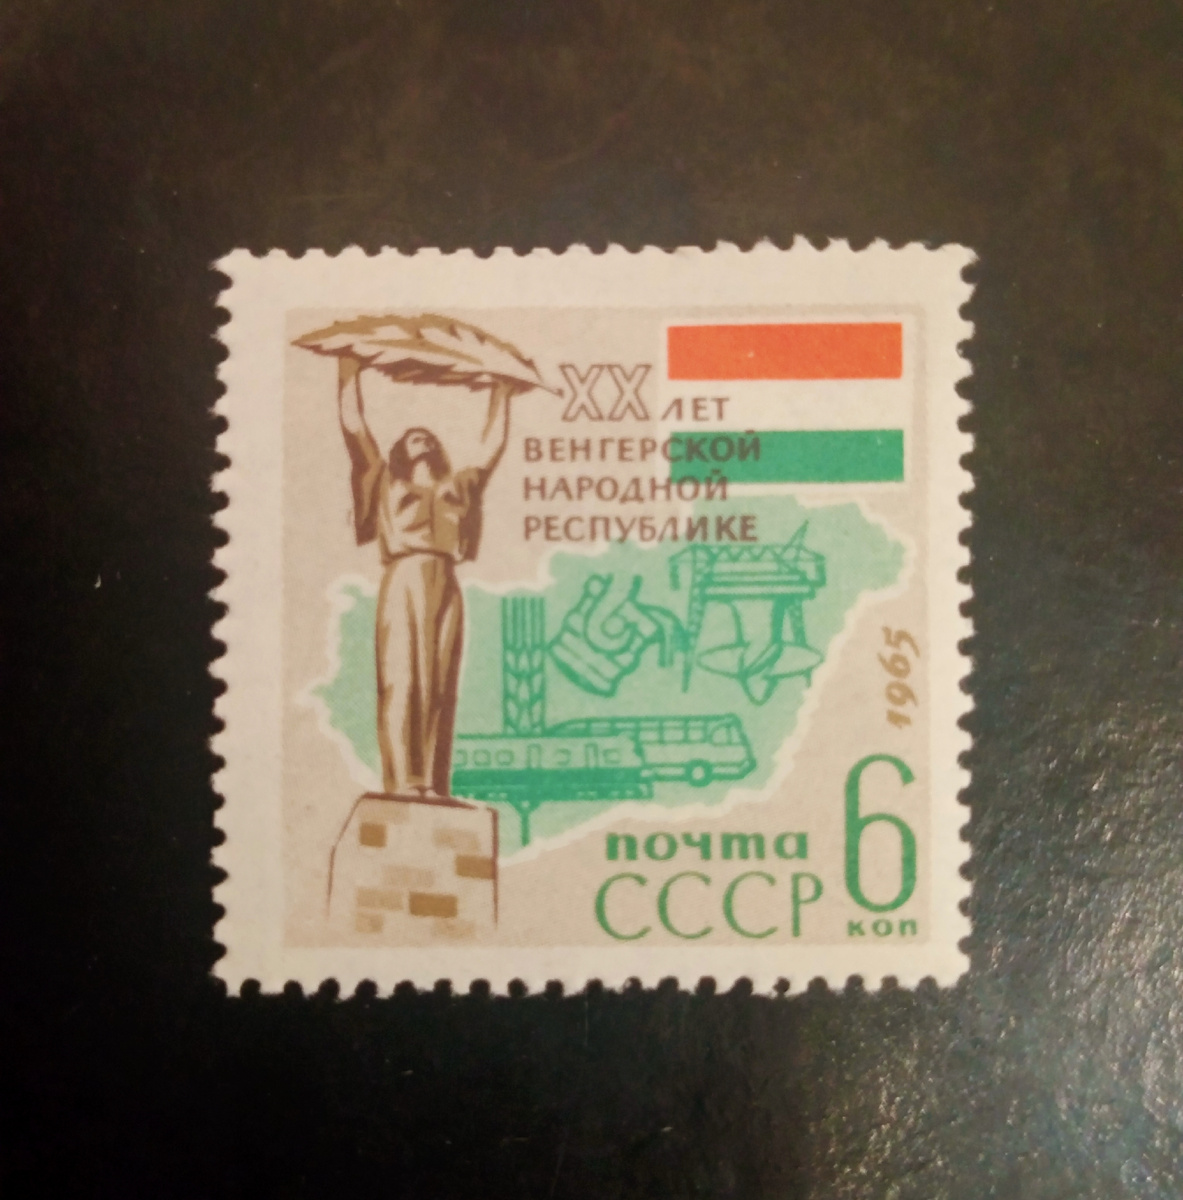 XX ЛЕТ
ВЕНГЕРСКОЙ
НАРОДНОЙ
РЕСПУБЛИКЕ
1965
почта
СССР
6
коп